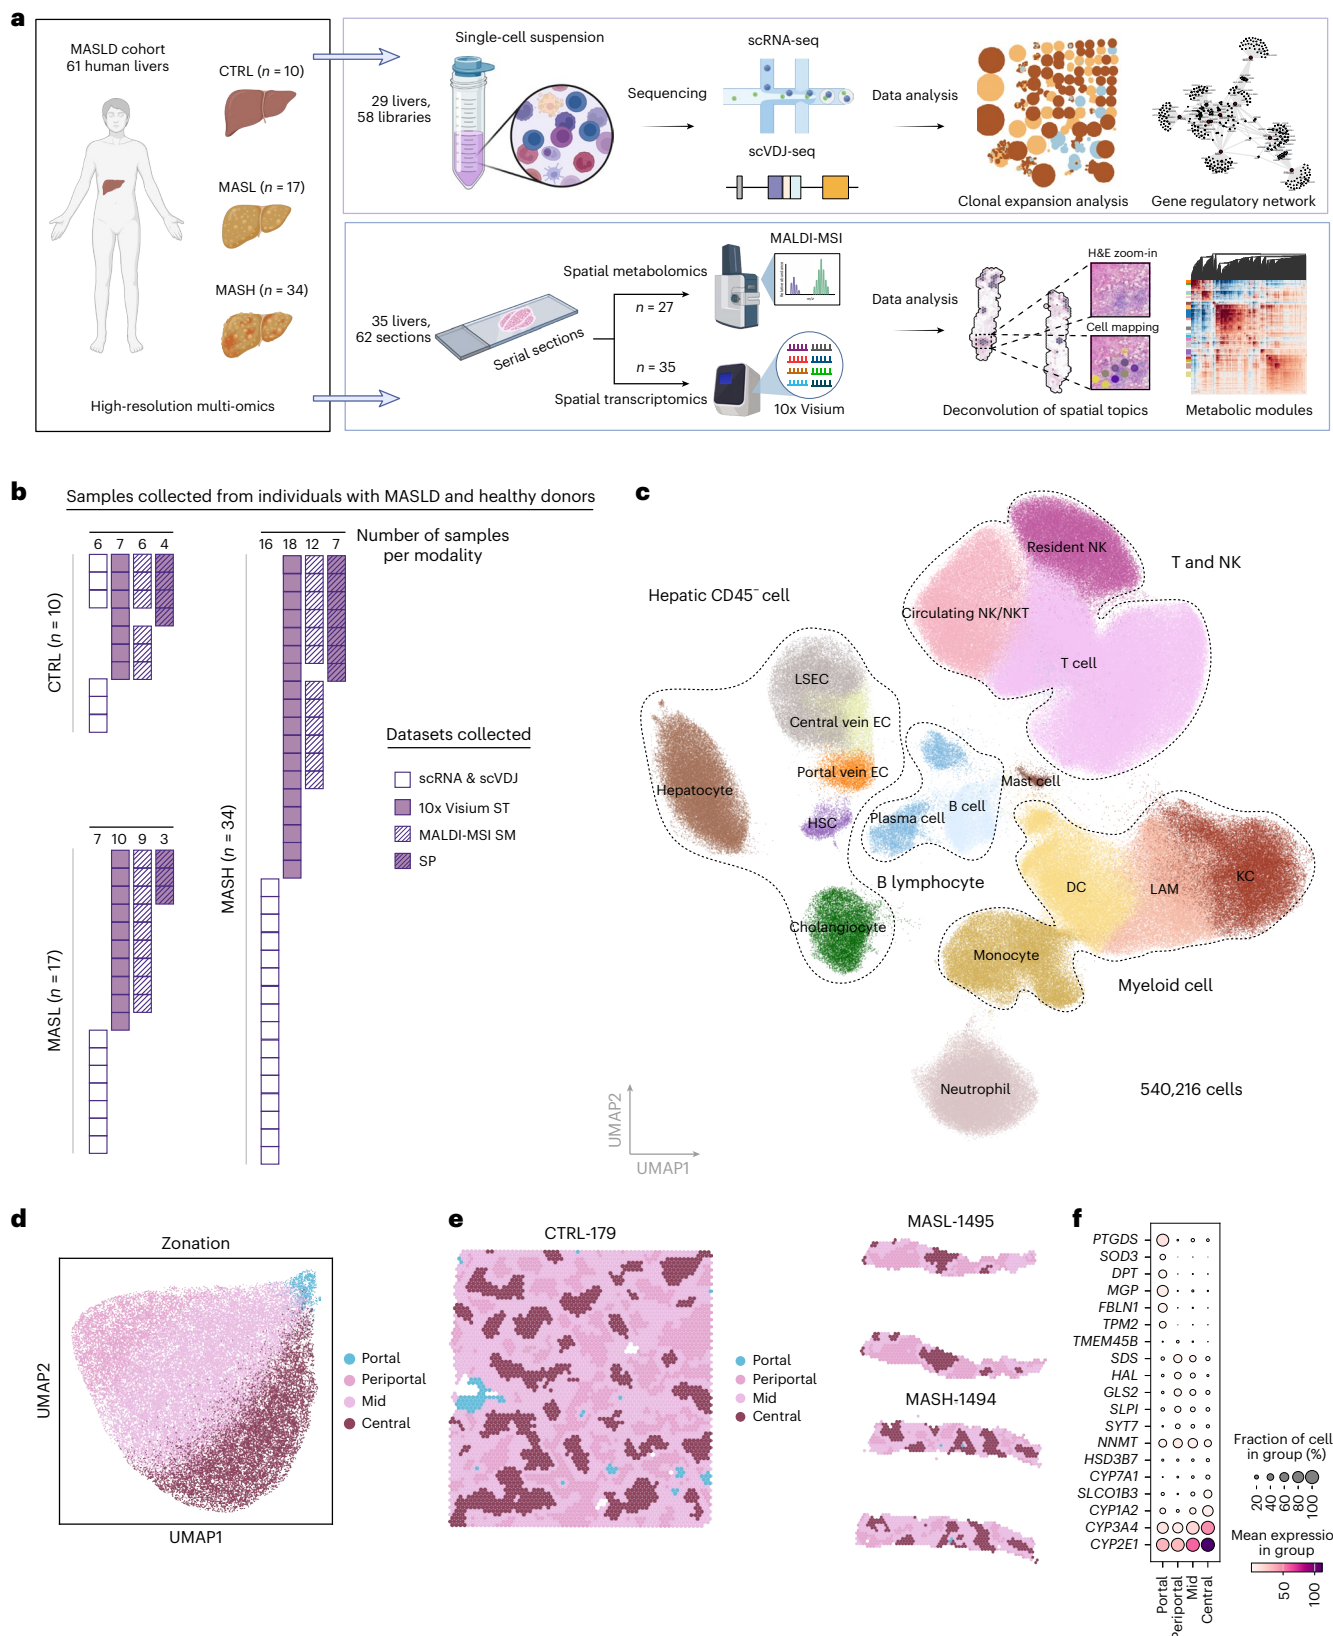 a
MASLD cohort
61 human livers
CTRL (n = 10)
MASL (n = 17)
MASH (n = 34)
High-resolution multi-omics
Single-cell suspension
29 livers,
58 libraries
Sequencing
scRNA-seq
scVDJ-seq
Data analysis
Clonal expansion analysis
Gene regulatory network
35 livers,
62 sections
Serial sections
Spatial metabolomics
n = 27
n = 35
Spatial transcriptomics
MALDI-MSI
10x Visium
Data analysis
H&E zoom-in
Cell mapping
Deconvolution of spatial topics
Metabolic modules
b
Samples collected from individuals with MASLD and healthy donors
Number of samples
per modality
6 7 6 4
CTRL (n = 10)
7 10 9 3
MASL (n = 17)
16 18 12 7
MASH (n = 34)
Datasets collected
scRNA & scVDJ
10x Visium ST
MALDI-MSI SM
SP
c
Hepatic CD45⁻ cell
T and NK
Resident NK
Circulating NK/NKT
T cell
LSEC
Central vein EC
Portal vein EC
Hepatocyte
HSC
Plasma cell
B cell
Mast cell
B lymphocyte
Cholangiocyte
DC
LAM
KC
Monocyte
Myeloid cell
Neutrophil
540,216 cells
UMAP2
UMAP1
d
Zonation
UMAP2
UMAP1
Portal
Periportal
Mid
Central
e
CTRL-179
Portal
Periportal
Mid
Central
MASL-1495
MASH-1494
f
PTGDS
SOD3
DPT
MGP
FBLN1
TPM2
TMEM45B
SDS
HAL
GLS2
SLPI
SYT7
NNMT
HSD3B7
CYP7A1
SLCO1B3
CYP1A2
CYP3A4
CYP2E1
Portal
Periportal
Mid
Central
Fraction of cell
in group (%)
20
40
60
80
100
Mean expressio
in group
50
100